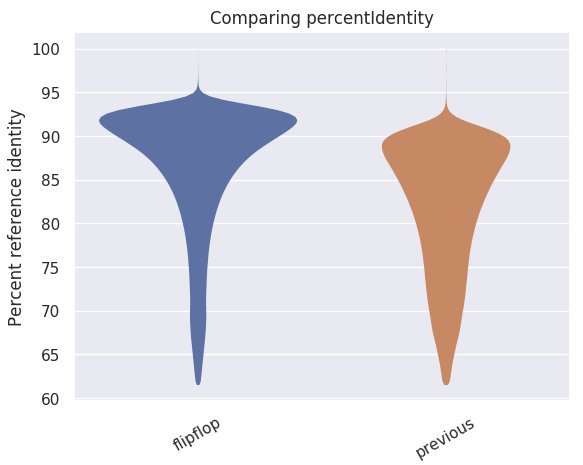 Comparing percentIdentity
Percent reference identity
100
95
90
85
80
75
70
65
60
flipflop
previous